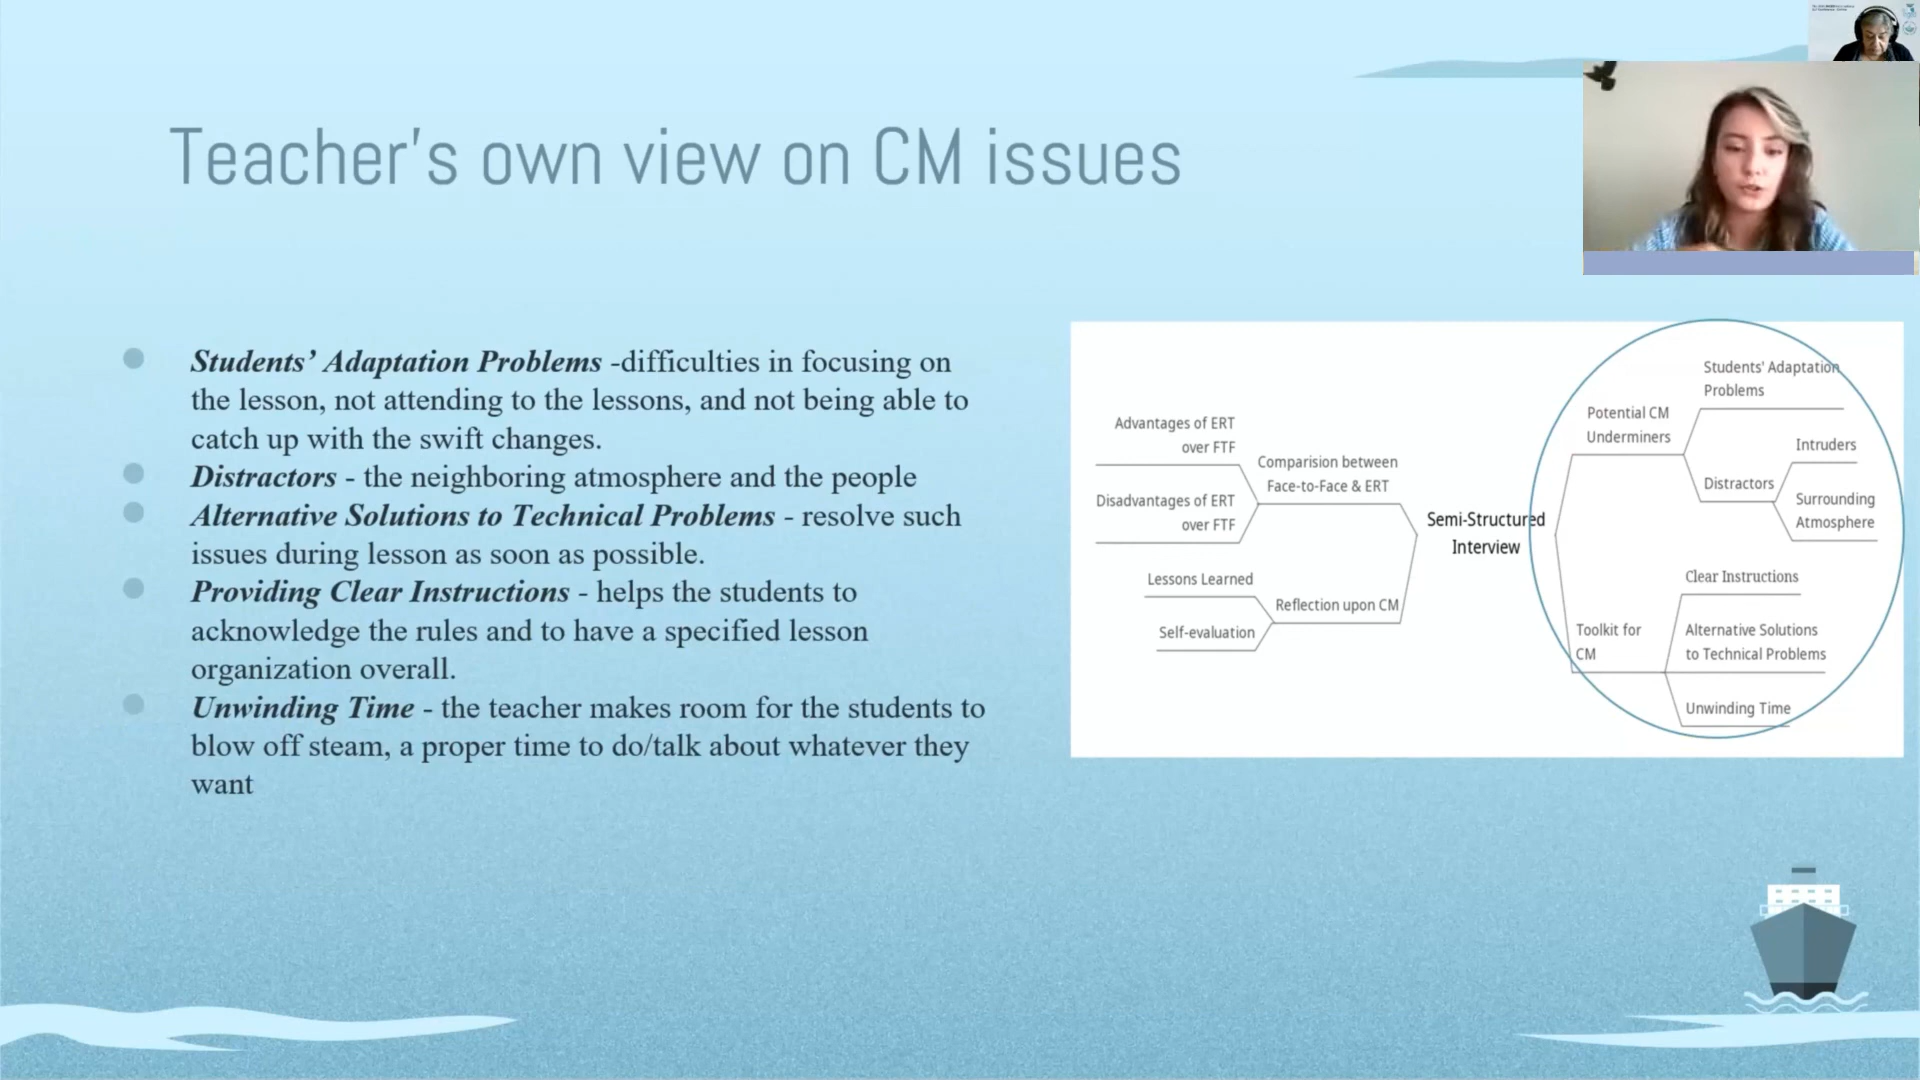 Teacher's own view on CM issues
Students' Adaptation Problems -difficulties in focusing on
the lesson, not attending to the lessons, and not being able to
catch up with the swift changes.
Distractors - the neighboring atmosphere and the people
Alternative Solutions to Technical Problems - resolve such
issues during lesson as soon as possible.
Providing Clear Instructions - helps the students to
acknowledge the rules and to have a specified lesson
organization overall.
Unwinding Time - the teacher makes room for the students to
blow off steam, a proper time to do/talk about whatever they
want
Advantages of ERT
over FTF
Disadvantages of ERT
over FTF
Comparision between
Face-to-Face & ERT
Lessons Learned
Self-evaluation
Reflection upon CM
Semi-Structured
Interview
Potential CM
Underminers
Students' Adaptation
Problems
Distractors
Intruders
Surrounding
Atmosphere
Toolkit for
CM
Clear Instructions
Alternative Solutions
to Technical Problems
Unwinding Time